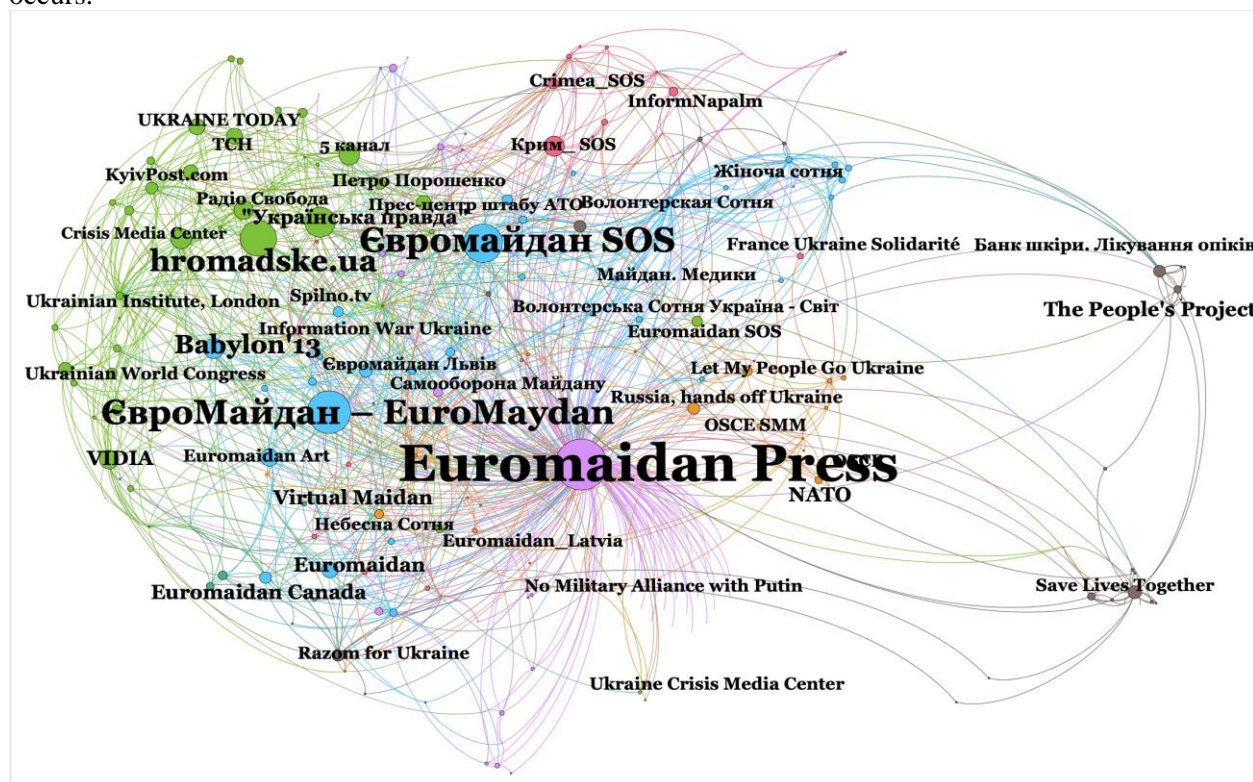 occurs.
Crimea_SOS
InformNapalm
UKRAINE TODAY
ТСН
5 канал
Крим_ SOS
KyivPost.com
Петро Порошенко
Жіноча сотня
Радіо Свобода
Прес-центр штабу АТО
Волонтерская Сотня
"Українська правда"
Crisis Media Center
Євромайдан SOS
France Ukraine Solidarité
Банк шкіри. Лікування опіків
hromadske.ua
Майдан. Медики
Ukrainian Institute, London
Spilno.tv
Волонтерська Сотня Україна - Світ
The People's Project
Information War Ukraine
Euromaidan SOS
Babylon'13
Євромайдан Львів
Ukrainian World Congress
Самооборона Майдану
Let My People Go Ukraine
Russia, hands off Ukraine
ЄвроМайдан – EuroMaydan
OSCE SMM
VIDIA
Euromaidan Art
Euromaidan Press
NATO
Virtual Maidan
Небесна Сотня
Euromaidan_Latvia
Euromaidan
No Military Alliance with Putin
Save Lives Together
Euromaidan Canada
Razom for Ukraine
Ukraine Crisis Media Center